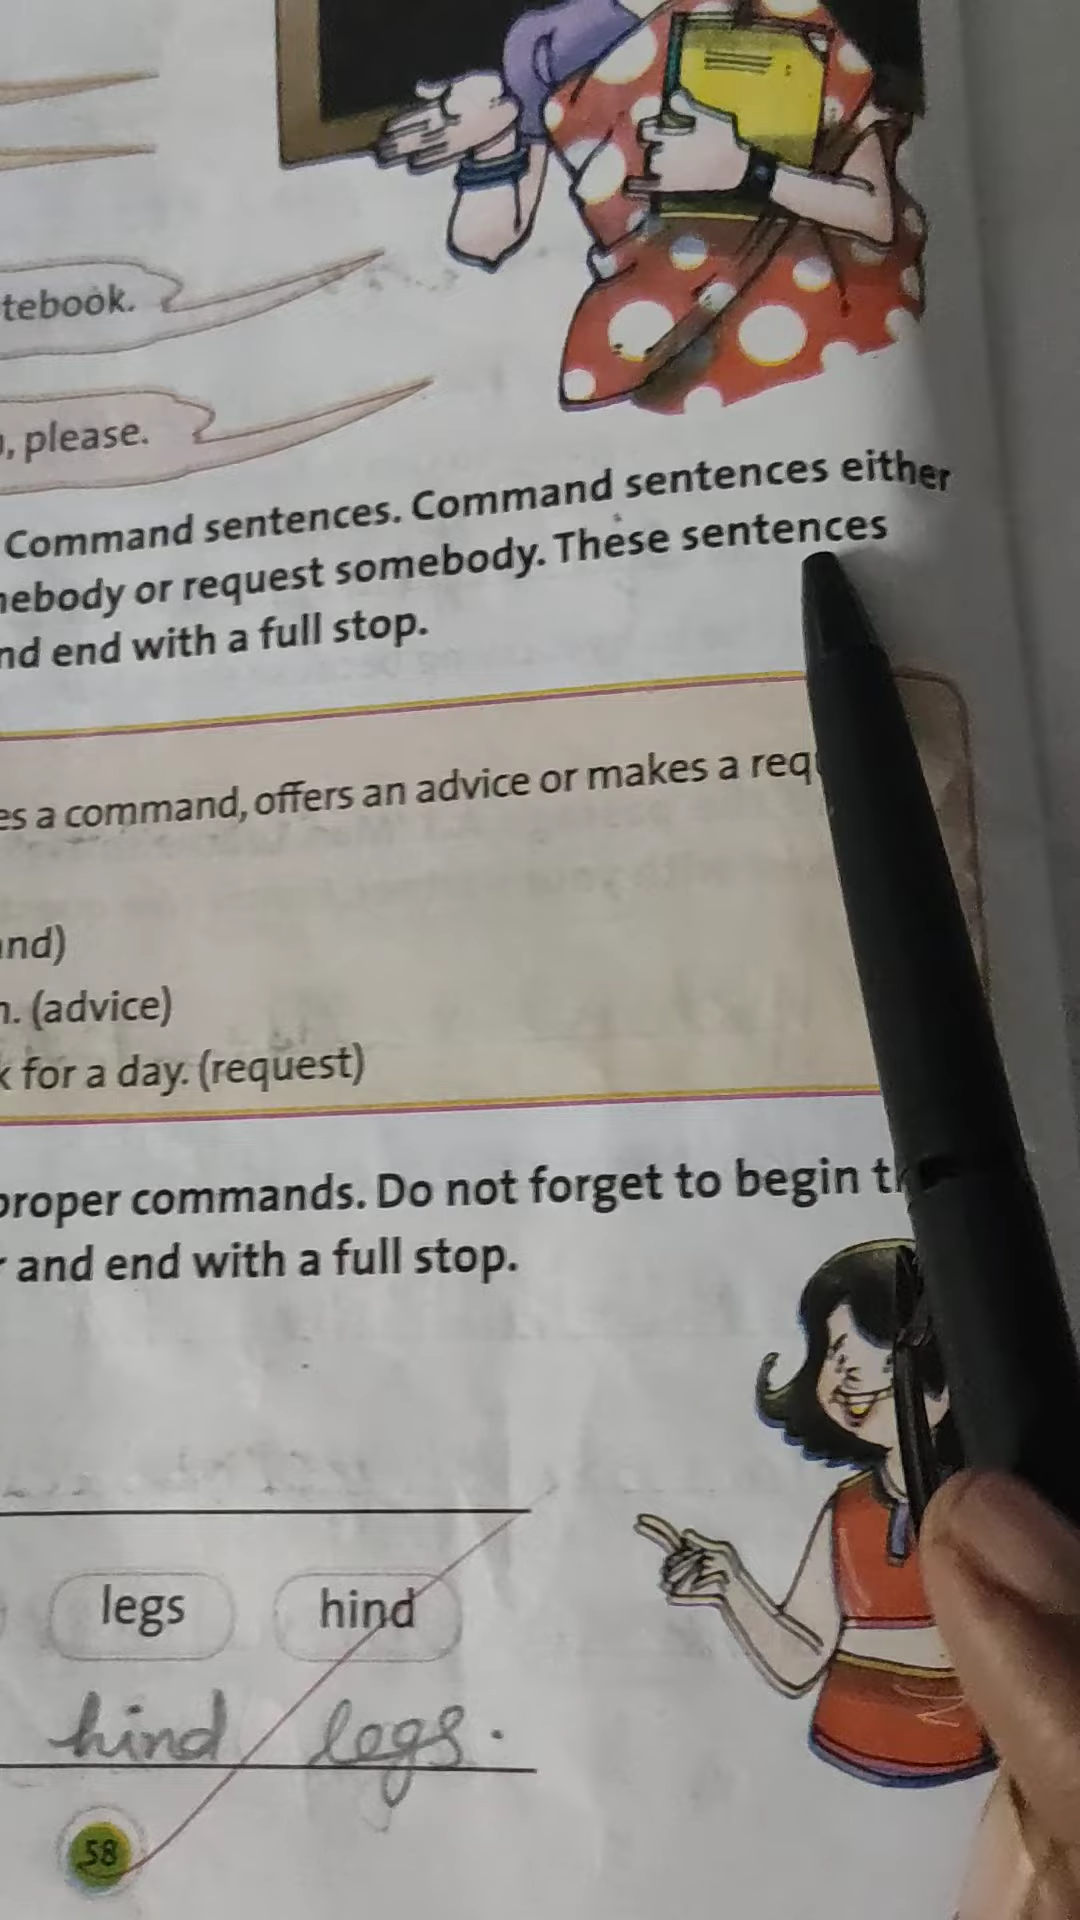 tebook.
, please.
Command sentences. Command sentences either
mebody or request somebody. These sentences
nd end with a full stop.
es a command, offers an advice or makes a req
nd)
n. (advice)
k for a day. (request)
proper commands. Do not forget to begin t
r and end with a full stop.
legs hind
hind legs.
58